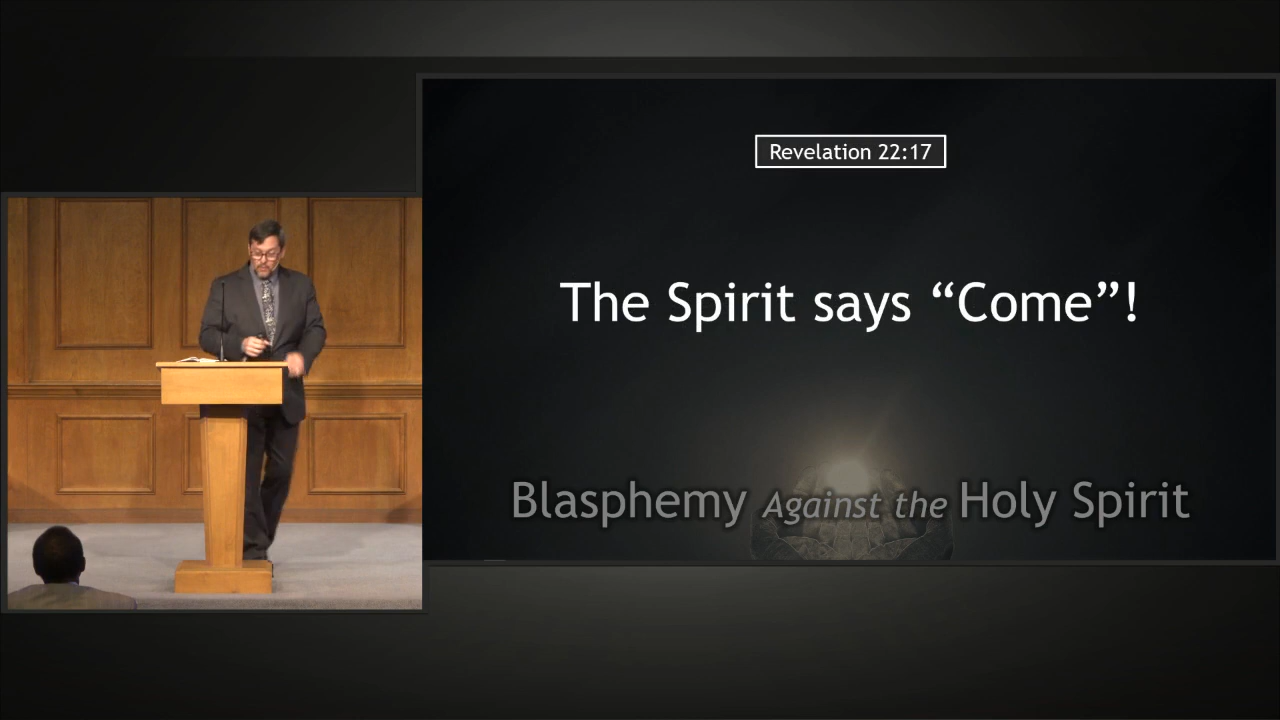 Revelation 22:17
The Spirit says “Come”!
Blasphemy Against the Holy Spirit